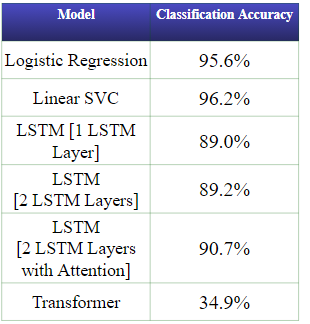 Model Classification Accuracy
Logistic Regression 95.6%
Linear SVC 96.2%
LSTM [1 LSTM
Layer] 89.0%
LSTM
[2 LSTM Layers] 89.2%
LSTM
[2 LSTM Layers
with Attention] 90.7%
Transformer 34.9%